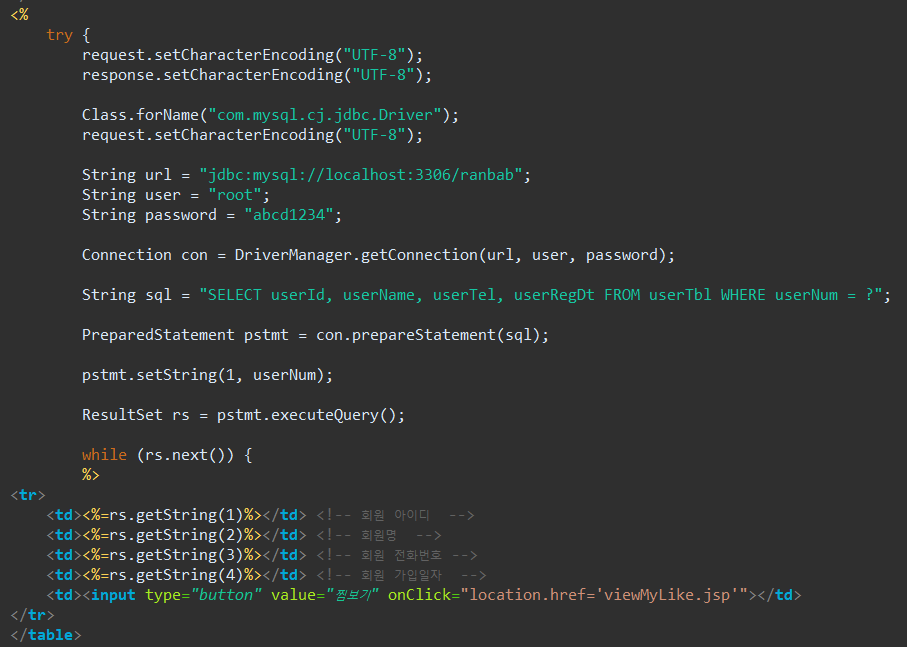 <%
try {
request.setCharacterEncoding("UTF-8");
response.setCharacterEncoding("UTF-8");
Class.forName("com.mysql.cj.jdbc.Driver");
request.setCharacterEncoding("UTF-8");
String url = "jdbc:mysql://localhost:3306/ranbab";
String user = "root";
String password = "abcd1234";
Connection con = DriverManager.getConnection(url, user, password);
String sql = "SELECT userId, userName, userTel, userRegDt FROM userTbl WHERE userNum = ?";
PreparedStatement pstmt = con.prepareStatement(sql);
pstmt.setString(1, userNum);
ResultSet rs = pstmt.executeQuery();
while (rs.next()) {
%>
<tr>
<td><%=rs.getString(1)%></td> <!-- 회원 아이디 -->
<td><%=rs.getString(2)%></td> <!-- 회원명 -->
<td><%=rs.getString(3)%></td> <!-- 회원 전화번호 -->
<td><%=rs.getString(4)%></td> <!-- 회원 가입일자 -->
<td><input type="button" value="찜보기" onClick="location.href='viewMyLike.jsp'"></td>
</tr>
</table>